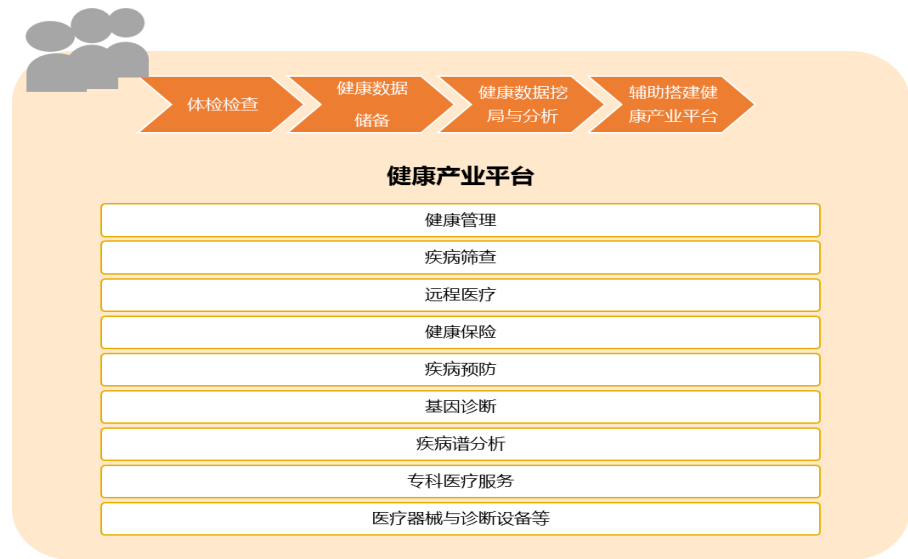 体检检查
健康数据
储备
健康数据挖
局与分析
辅助搭建健
康产业平台
健康产业平台
健康管理
疾病筛查
远程医疗
健康保险
疾病预防
基因诊断
疾病谱分析
专科医疗服务
医疗器械与诊断设备等